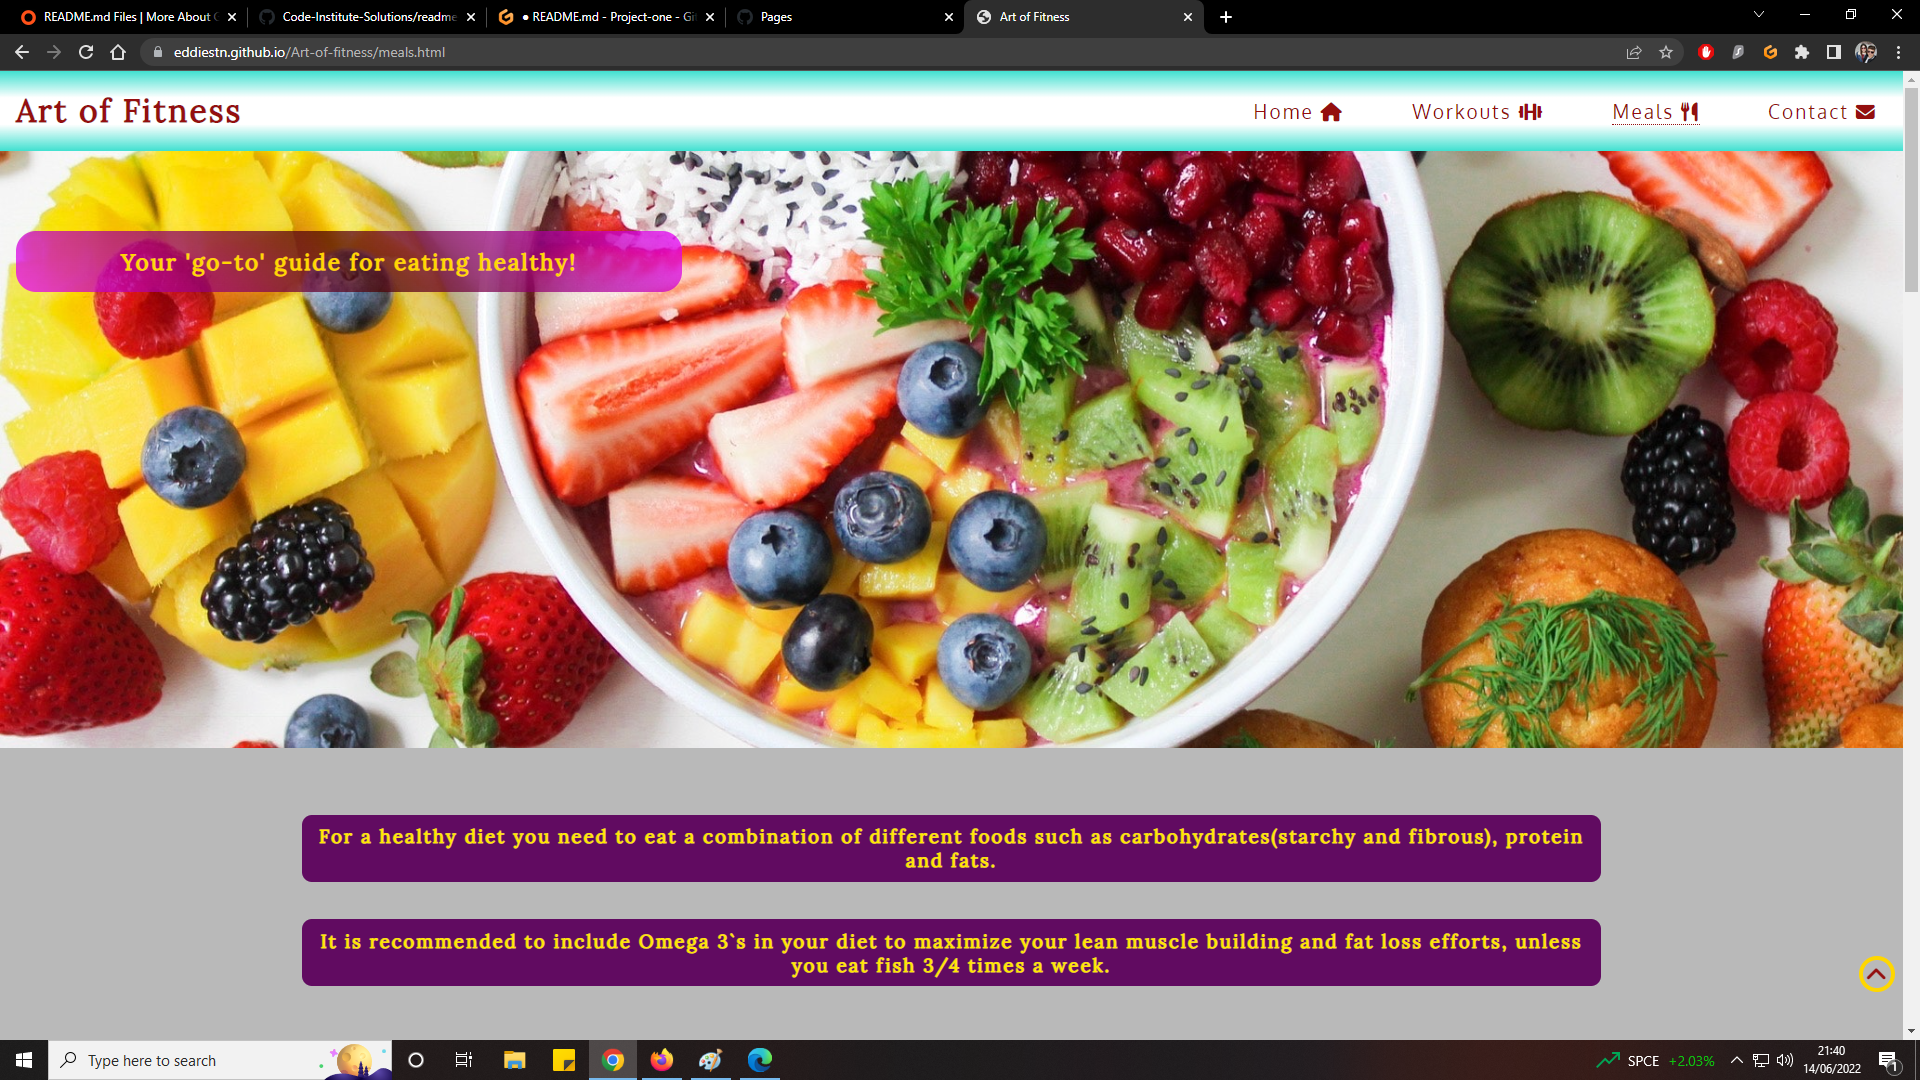 README.md Files | More About
Code-Institute-Solutions/readme
● README.md - Project-one - Gi
Pages
Art of Fitness
eddiestn.github.io/Art-of-fitness/meals.html
Art of Fitness
Home
Workouts
Meals
Contact
Your 'go-to' guide for eating healthy!
For a healthy diet you need to eat a combination of different foods such as carbohydrates(starchy and fibrous), protein
and fats.
It is recommended to include Omega 3`s in your diet to maximize your lean muscle building and fat loss efforts, unless
you eat fish 3/4 times a week.
Type here to search
SPCE +2.03%
21:40
14/06/2022
1